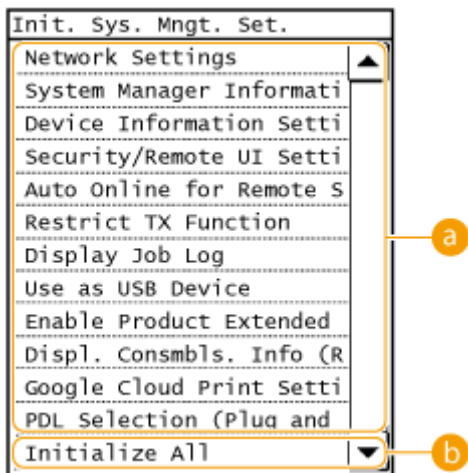 Init. Sys. Mngt. Set.
Network Settings
System Manager Informati
Device Information Setti
Security/Remote UI Setti
Auto Online for Remote S
Restrict TX Function
Display Job Log
Use as USB Device
Enable Product Extended
Displ. Consmbls. Info (R
Google Cloud Print Setti
PDL Selection (Plug and
Initialize All
a
b